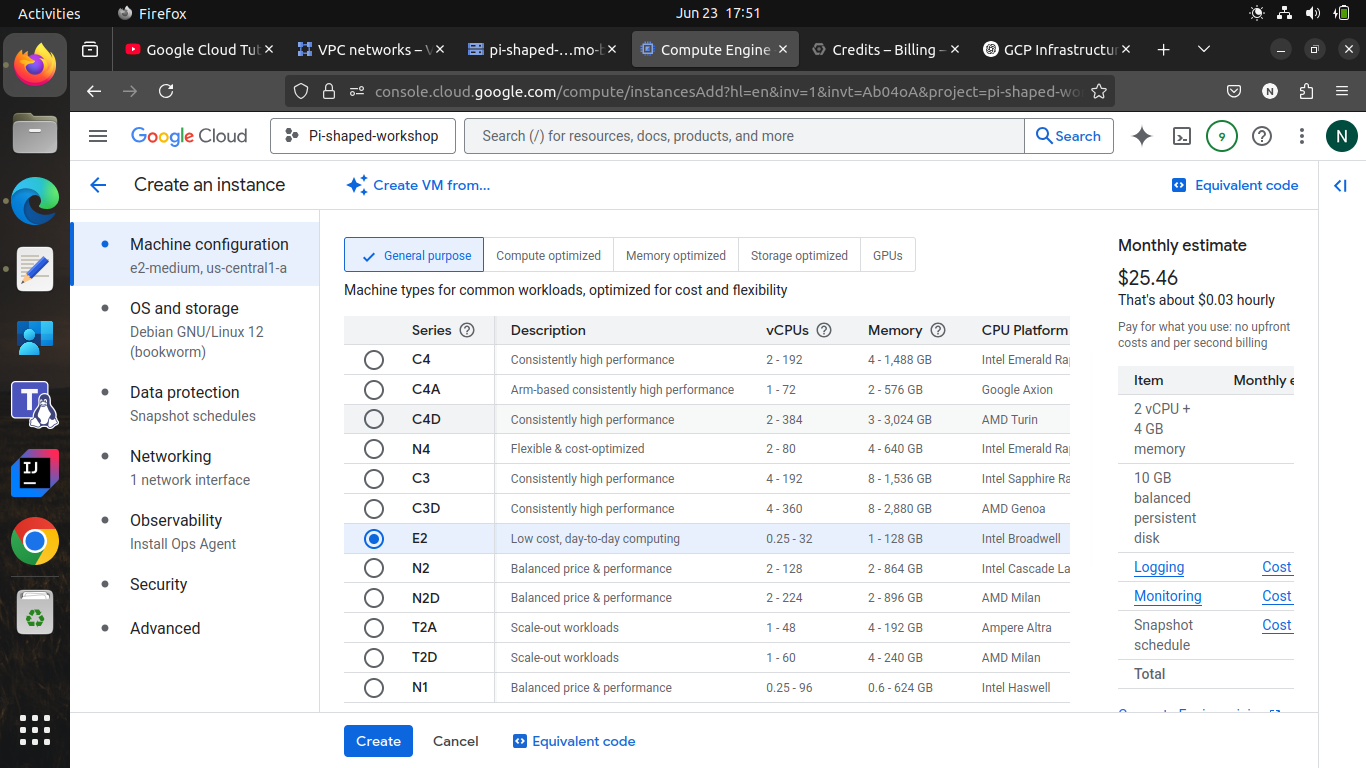 Activities
Firefox
Jun 23 17:51
Google Cloud Tut
VPC networks – V
pi-shaped-…mo-b
Compute Engine
Credits – Billing –
GCP Infrastructur
console.cloud.google.com/compute/instancesAdd?hl=en&inv=1&invt=Ab04oA&project=pi-shaped-wo
N
Google Cloud
Pi-shaped-workshop
Search (/) for resources, docs, products, and more
Search
9
N
Create an instance
Create VM from...
Equivalent code
Machine configuration
e2-medium, us-central1-a
OS and storage
Debian GNU/Linux 12
(bookworm)
Data protection
Snapshot schedules
Networking
1 network interface
Observability
Install Ops Agent
Security
Advanced
General purpose
Compute optimized
Memory optimized
Storage optimized
GPUs
Machine types for common workloads, optimized for cost and flexibility
Series Description vCPUs Memory CPU Platform
C4 Consistently high performance 2 - 192 4 - 1,488 GB Intel Emerald Ra
C4A Arm-based consistently high performance 1 - 72 2 - 576 GB Google Axion
C4D Consistently high performance 2 - 384 3 - 3,024 GB AMD Turin
N4 Flexible & cost-optimized 2 - 80 4 - 640 GB Intel Emerald Ra
C3 Consistently high performance 4 - 192 8 - 1,536 GB Intel Sapphire Ra
C3D Consistently high performance 4 - 360 8 - 2,880 GB AMD Genoa
E2 Low cost, day-to-day computing 0.25 - 32 1 - 128 GB Intel Broadwell
N2 Balanced price & performance 2 - 128 2 - 864 GB Intel Cascade La
N2D Balanced price & performance 2 - 224 2 - 896 GB AMD Milan
T2A Scale-out workloads 1 - 48 4 - 192 GB Ampere Altra
T2D Scale-out workloads 1 - 60 4 - 240 GB AMD Milan
N1 Balanced price & performance 0.25 - 96 0.6 - 624 GB Intel Haswell
Monthly estimate
$25.46
That's about $0.03 hourly
Pay for what you use: no upfront
costs and per second billing
Item Monthly e
2 vCPU +
4 GB
memory
10 GB
balanced
persistent
disk
Logging Cost
Monitoring Cost
Snapshot Cost
schedule
Total
Create
Cancel
Equivalent code